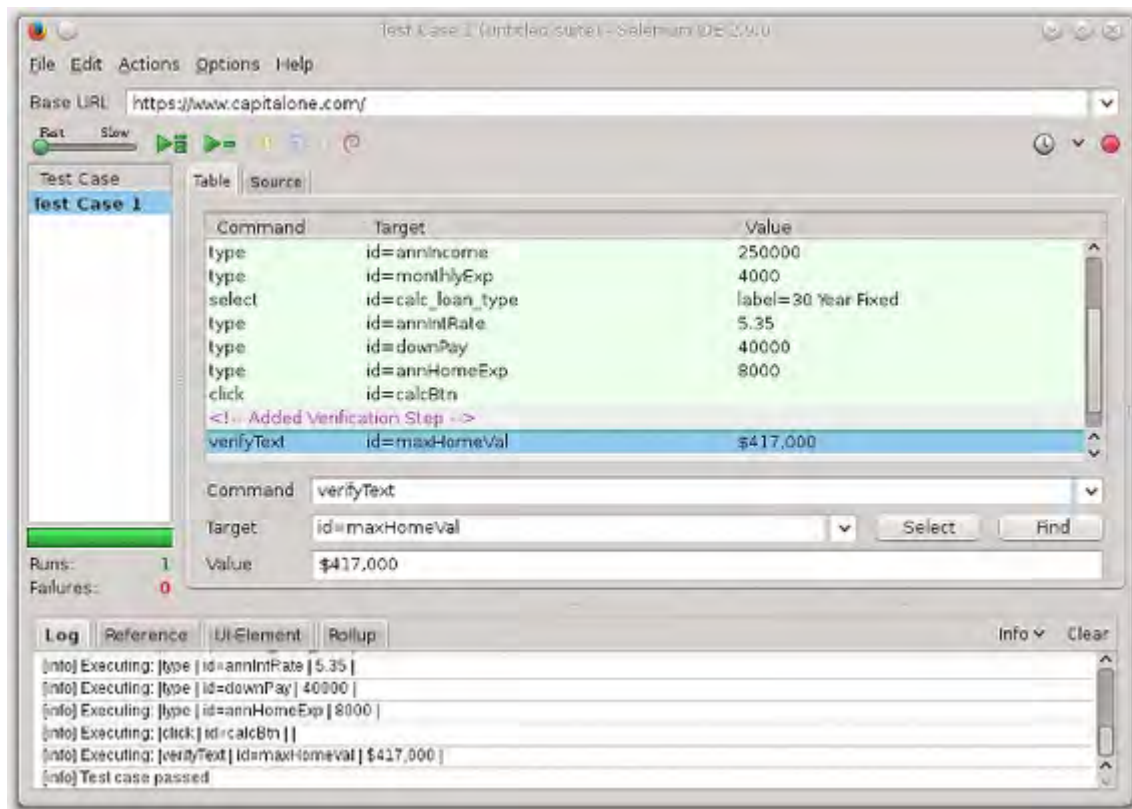 Test Case 1 (untitled suite) - Selenium IDE 2.9.0
File Edit Actions Options Help
Base URL https://www.capitalone.com/
Fast Slow
Test Case
Test Case 1
Table Source
Command Target Value
type id=annIncome 250000
type id=monthlyExp 4000
select id=calc_loan_type label=30 Year Fixed
type id=annIntRate 5.35
type id=downPay 40000
type id=annHomeExp 8000
click id=calcBtn
<!-- Added Verification Step -->
verifyText id=maxHomeVal $417,000
Command verifyText
Target id=maxHomeVal Select Find
Value $417,000
Runs: 1
Failures: 0
Log Reference UI-Element Rollup Info Clear
[info] Executing: |type | id=annIntRate | 5.35 |
[info] Executing: |type | id=downPay | 40000 |
[info] Executing: |type | id=annHomeExp | 8000 |
[info] Executing: |click | id=calcBtn | |
[info] Executing: |verifyText | id=maxHomeVal | $417,000 |
[info] Test case passed